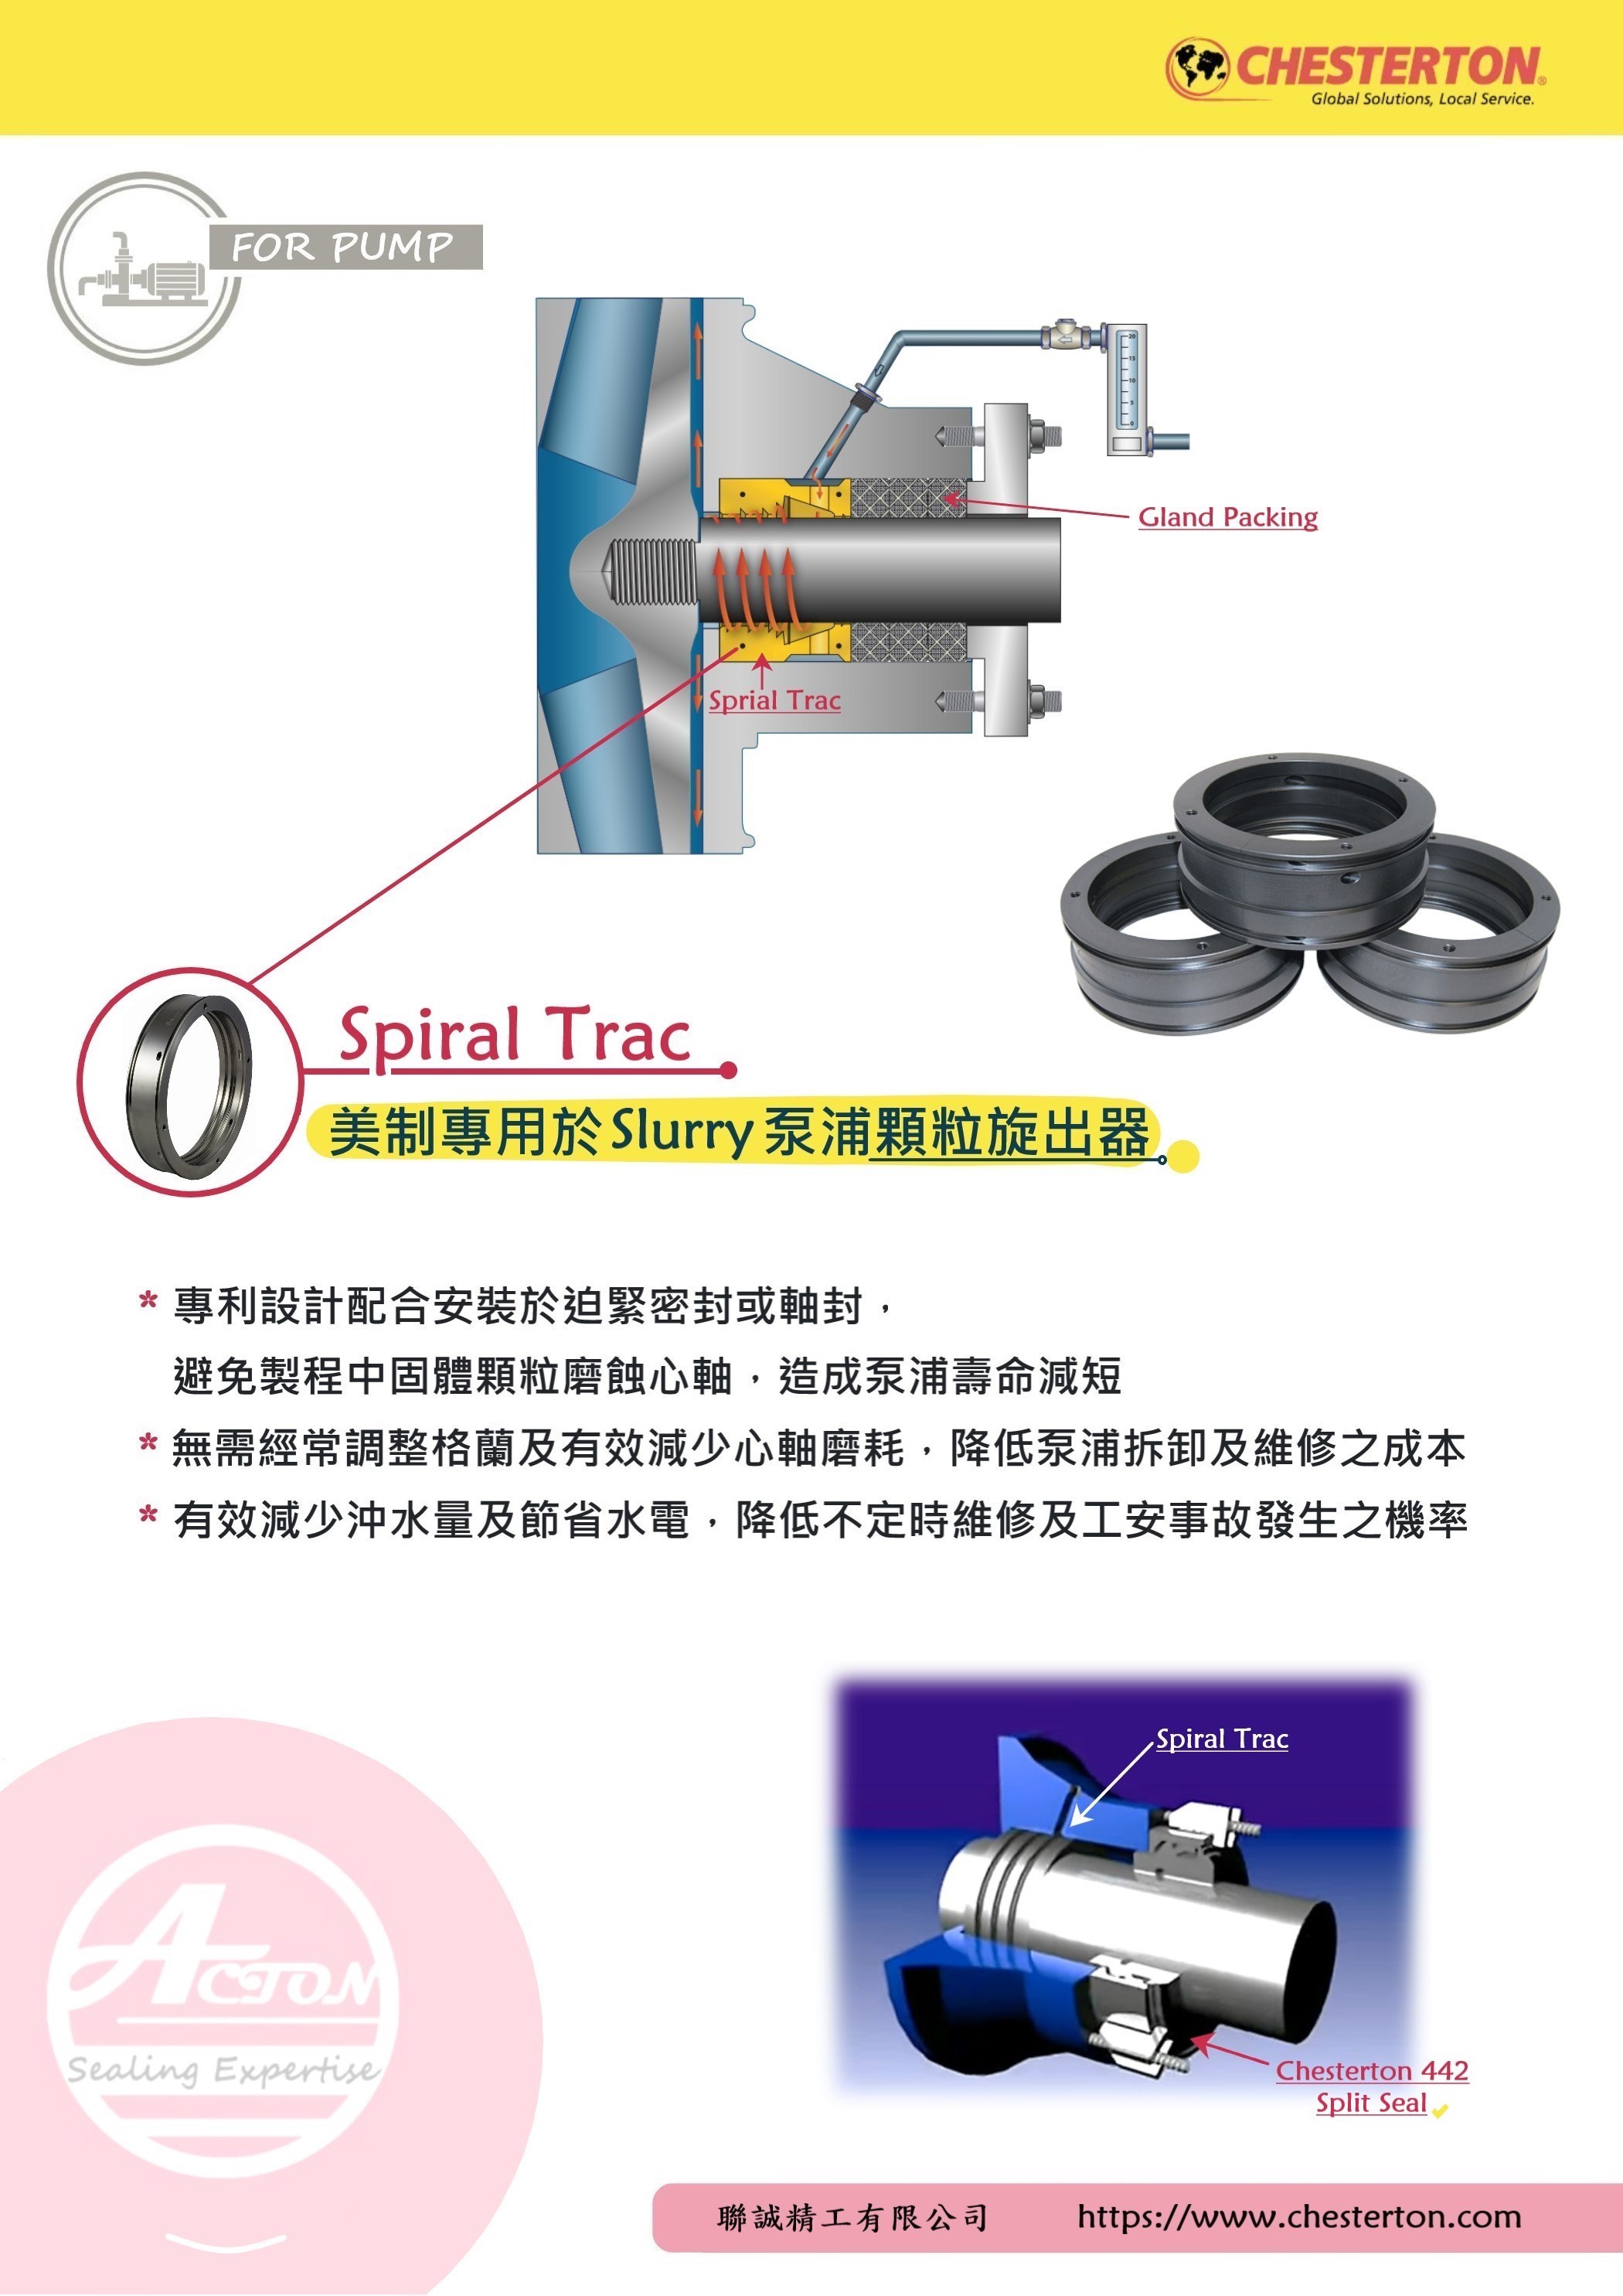 CHESTERTON®
Global Solutions, Local Service.
FOR PUMP
20
15
10
5
0
Gland Packing
Sprial Trac
Spiral Trac
美制專用於Slurry泵浦顆粒旋出器
* 專利設計配合安裝於迫緊密封或軸封，
避免製程中固體顆粒磨蝕心軸，造成泵浦壽命減短
* 無需經常調整格蘭及有效減少心軸磨耗，降低泵浦拆卸及維修之成本
* 有效減少沖水量及節省水電，降低不定時維修及工安事故發生之機率
Spiral Trac
Chesterton 442
Split Seal
ACTON
Sealing Expertise
聯誠精工有限公司 https://www.chesterton.com